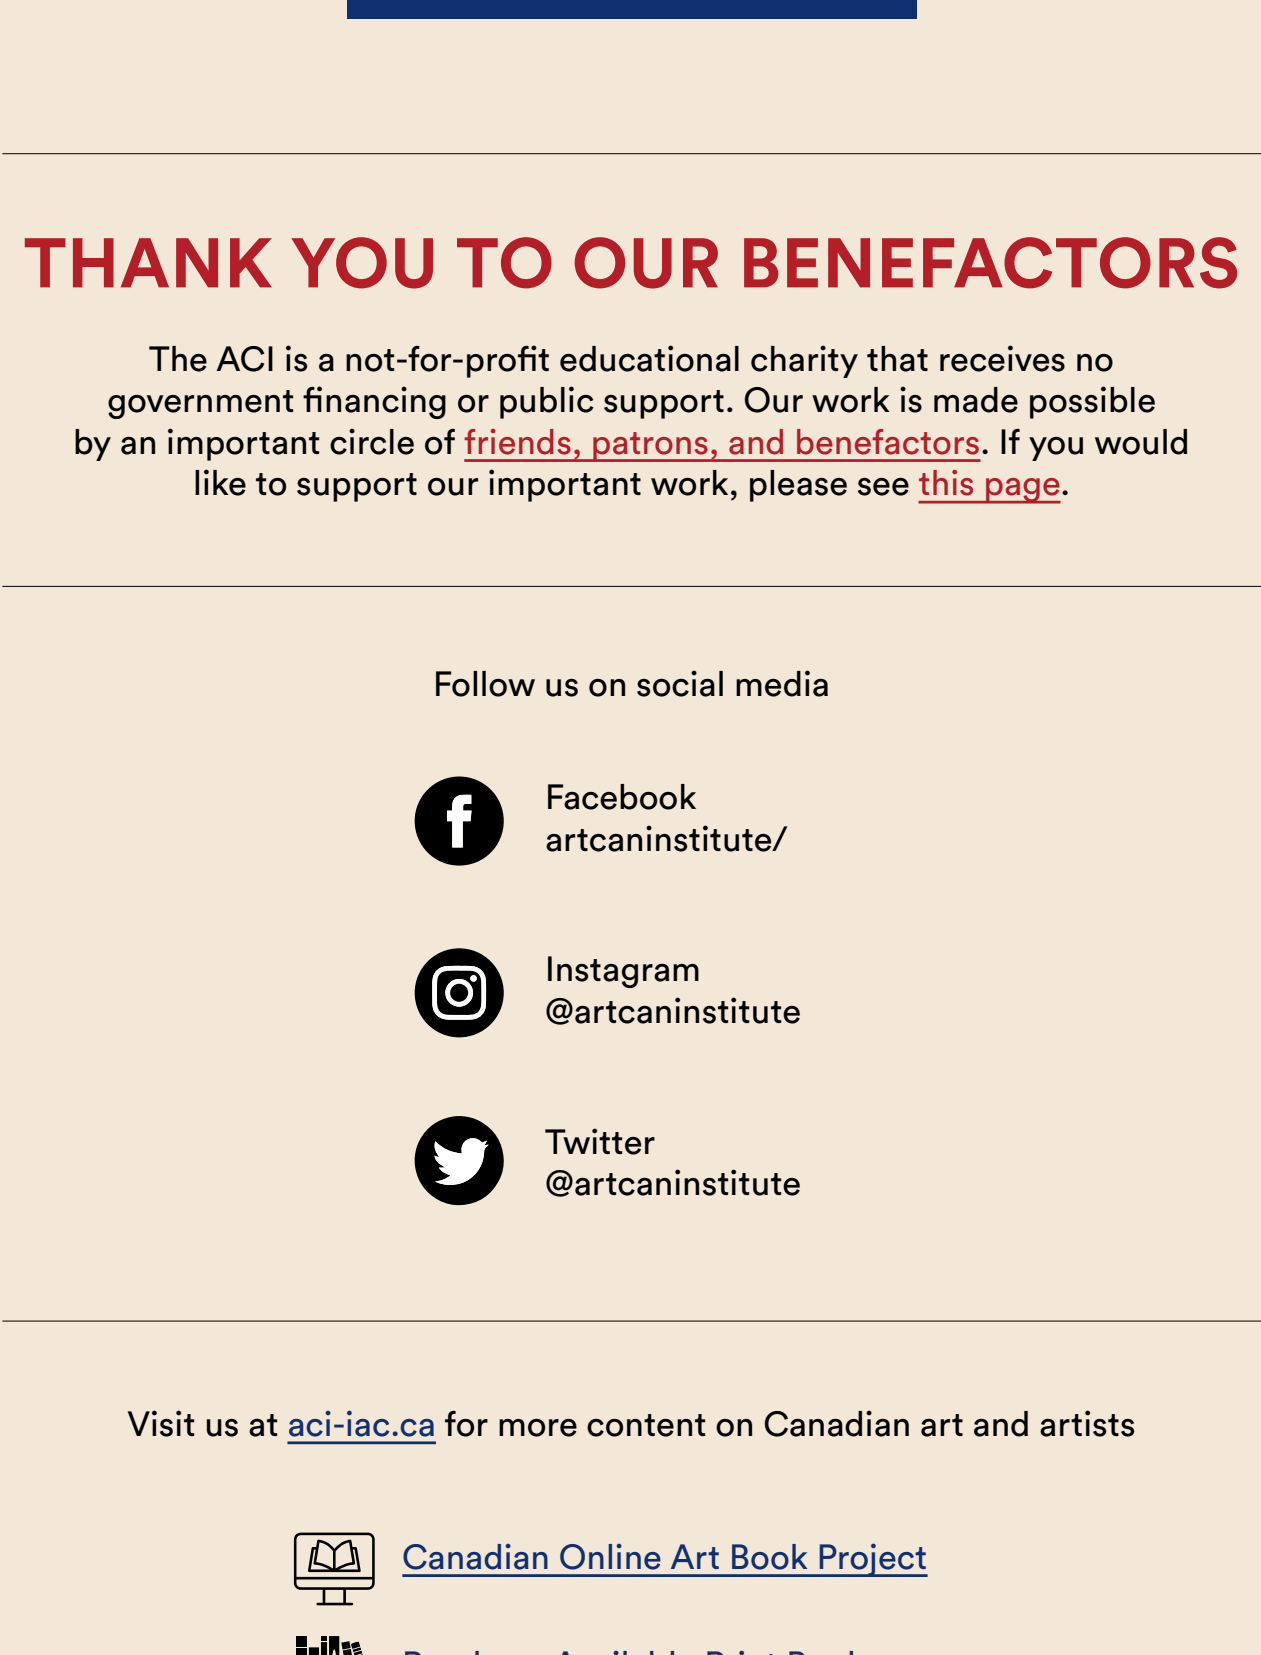 THANK YOU TO OUR BENEFACTORS
The ACI is a not-for-profit educational charity that receives no
government financing or public support. Our work is made possible
by an important circle of friends, patrons, and benefactors. If you would
like to support our important work, please see this page.
Follow us on social media
Facebook
artcaninstitute/
Instagram
@artcaninstitute
Twitter
@artcaninstitute
Visit us at aci-iac.ca for more content on Canadian art and artists
Canadian Online Art Book Project